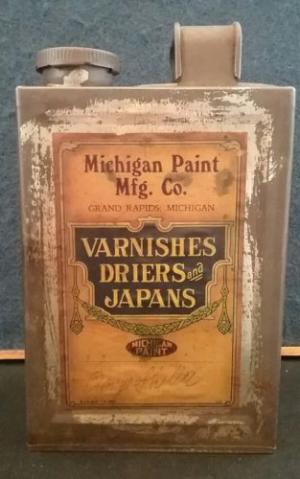 Michigan Paint
Mfg. Co.
GRAND RAPIDS, MICHIGAN
VARNISHES
DRIERS and
JAPANS
MICHIGAN
PAINT